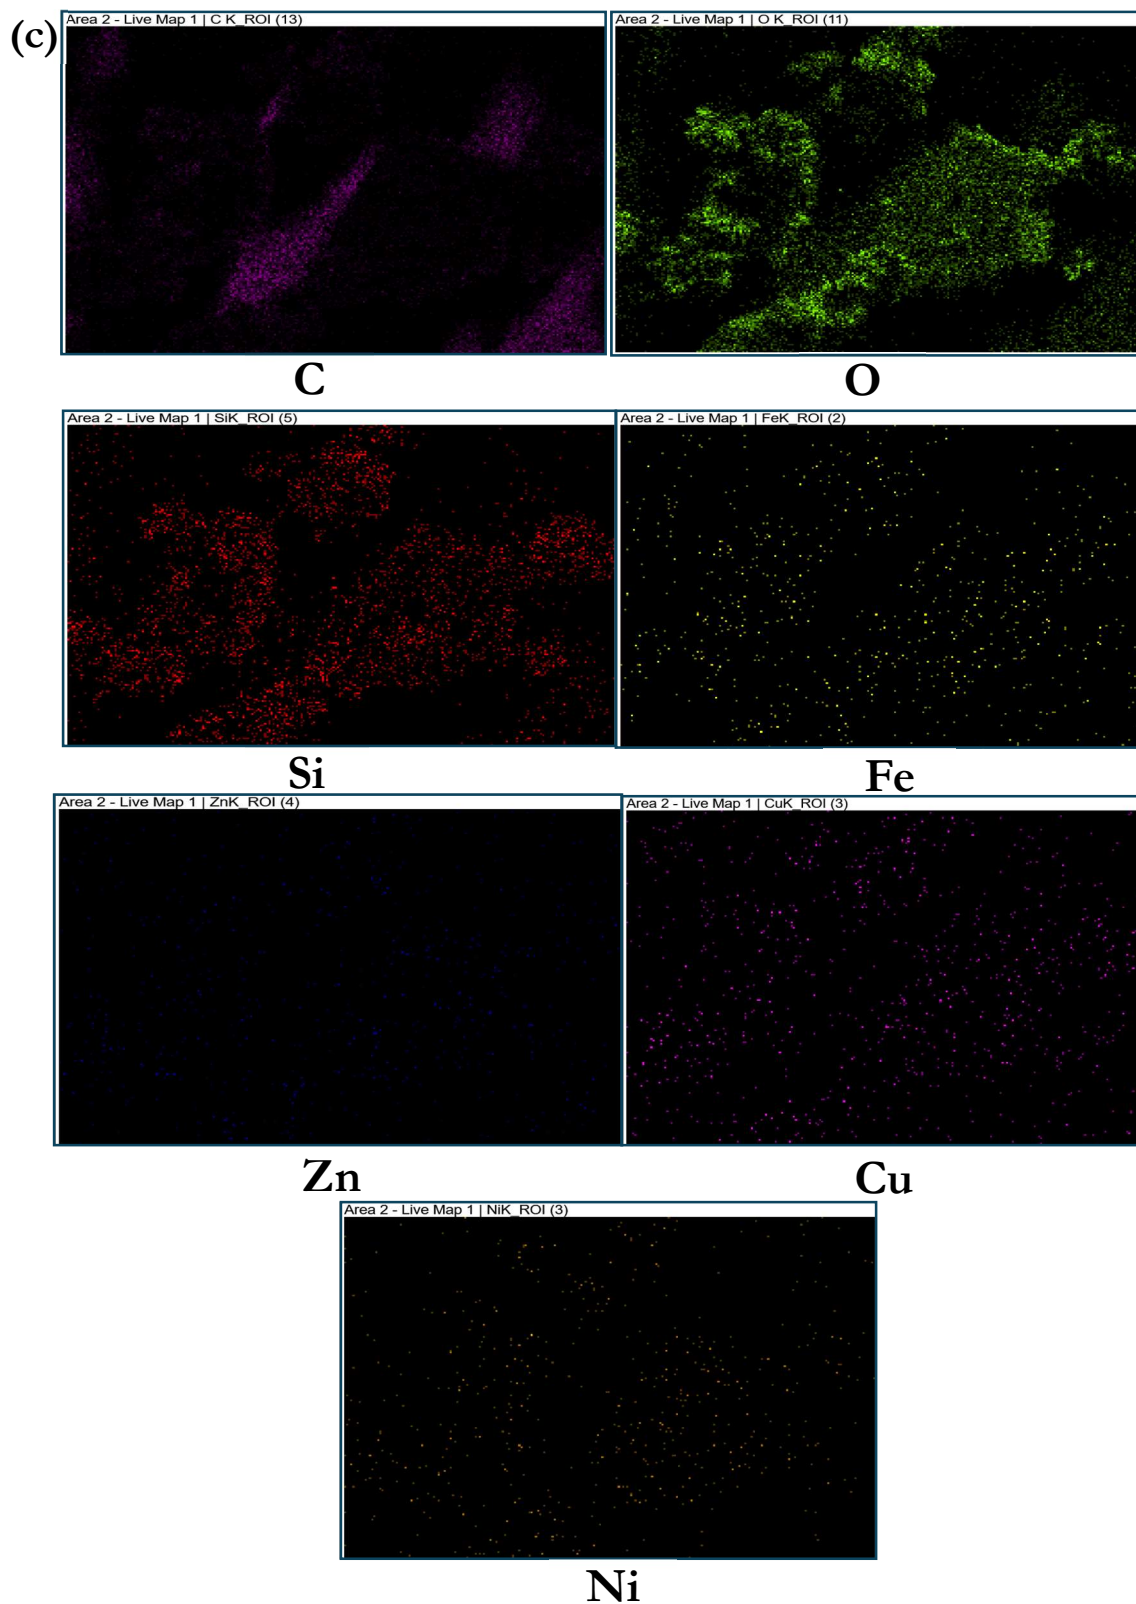 (c)
Area 2 - Live Map 1 | C K_ROI (13)
Area 2 - Live Map 1 | O K_ROI (11)
C
O
Area 2 - Live Map 1 | SiK_ROI (5)
Area 2 - Live Map 1 | FeK_ROI (2)
Si
Fe
Area 2 - Live Map 1 | ZnK_ROI (4)
Area 2 - Live Map 1 | CuK_ROI (3)
Zn
Cu
Area 2 - Live Map 1 | NiK_ROI (3)
Ni